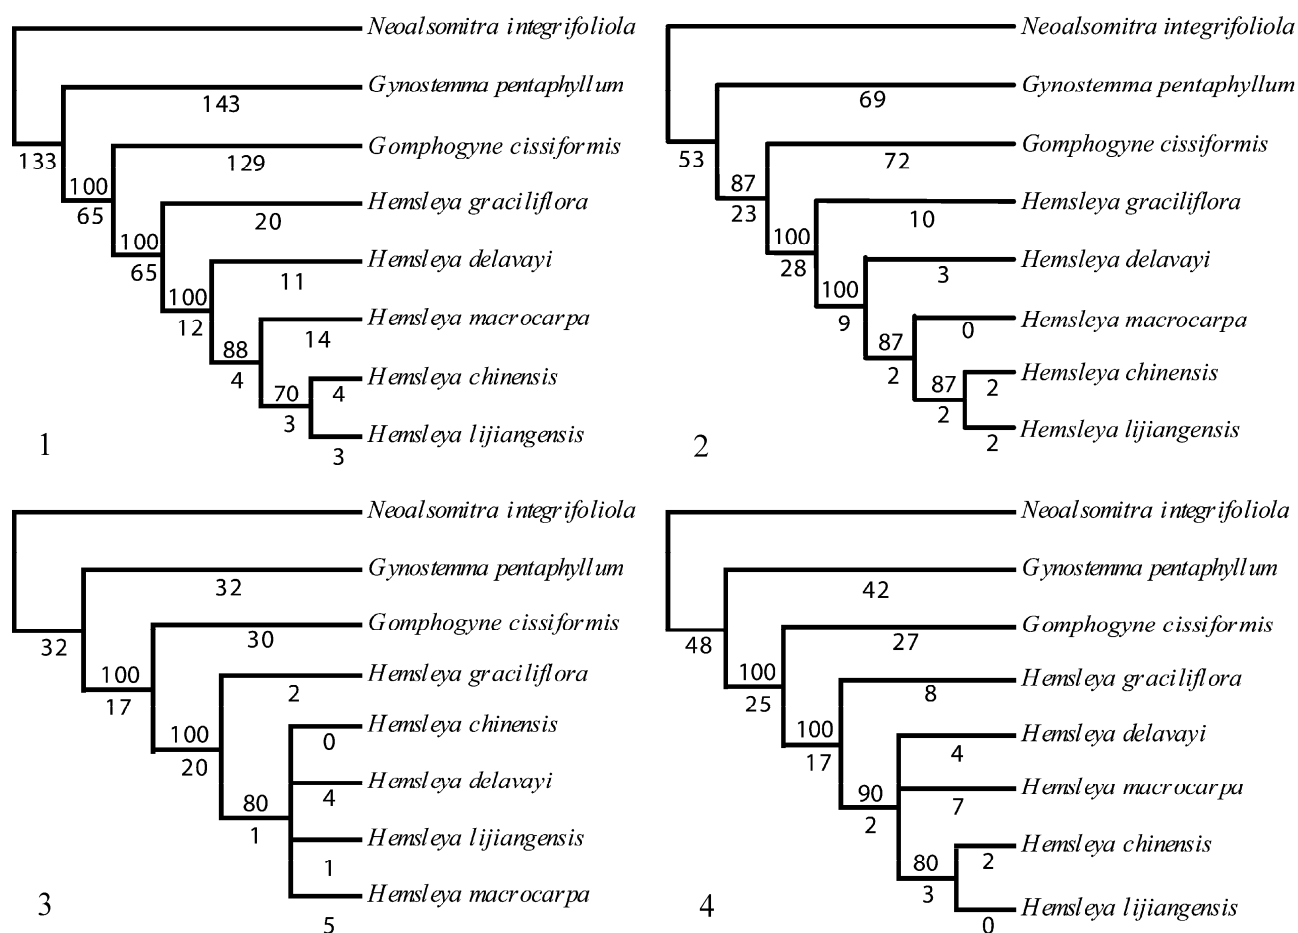 Neoalsomitra integrifoliola
Gynostemma pentaphyllum
143
Gomphogyne cissiformis
133
129
100
65
Hemsleya graciliflora
20
100
65
Hemsleya delavayi
11
100
12
Hemsleya macrocarpa
14
88
4
Hemsleya chinensis
70
4
3
Hemsleya lijiangensis
3
1
Neoalsomitra integrifoliola
Gynostemma pentaphyllum
69
Gomphogyne cissiformis
53
72
87
23
Hemsleya graciliflora
10
100
28
Hemsleya delavayi
3
100
9
Hemsleya macrocarpa
0
87
2
Hemsleya chinensis
87
2
2
Hemsleya lijiangensis
2
2
Neoalsomitra integrifoliola
Gynostemma pentaphyllum
32
Gomphogyne cissiformis
32
30
100
17
Hemsleya graciliflora
2
100
20
Hemsleya chinensis
0
Hemsleya delavayi
4
80
1
Hemsleya lijiangensis
1
Hemsleya macrocarpa
5
3
Neoalsomitra integrifoliola
Gynostemma pentaphyllum
42
Gomphogyne cissiformis
48
27
100
25
Hemsleya graciliflora
8
100
17
Hemsleya delavayi
4
Hemsleya macrocarpa
7
90
2
Hemsleya chinensis
2
80
3
Hemsleya lijiangensis
0
4